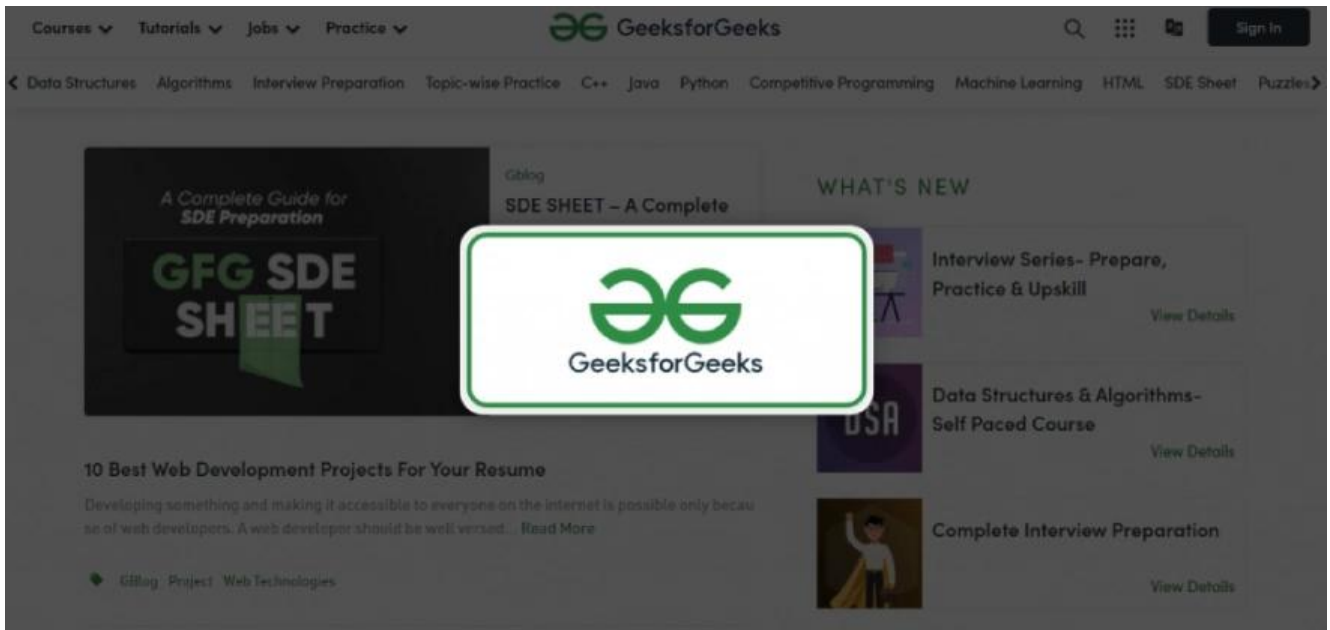 Courses Tutorials Jobs Practice GeeksforGeeks Sign In
Data Structures Algorithms Interview Preparation Topic-wise Practice C++ Java Python Competitive Programming Machine Learning HTML SDE Sheet Puzzles
A Complete Guide for
SDE Preparation
GFG SDE
SHEET
Gblog
SDE SHEET – A Complete
GeeksforGeeks
10 Best Web Development Projects For Your Resume
Developing something and making it accessible to everyone on the internet is possible only becau
se of web developers. A web developer should be well versed... Read More
GBlog Project Web Technologies
WHAT'S NEW
Interview Series- Prepare,
Practice & Upskill
View Details
DSA
Data Structures & Algorithms-
Self Paced Course
View Details
Complete Interview Preparation
View Details